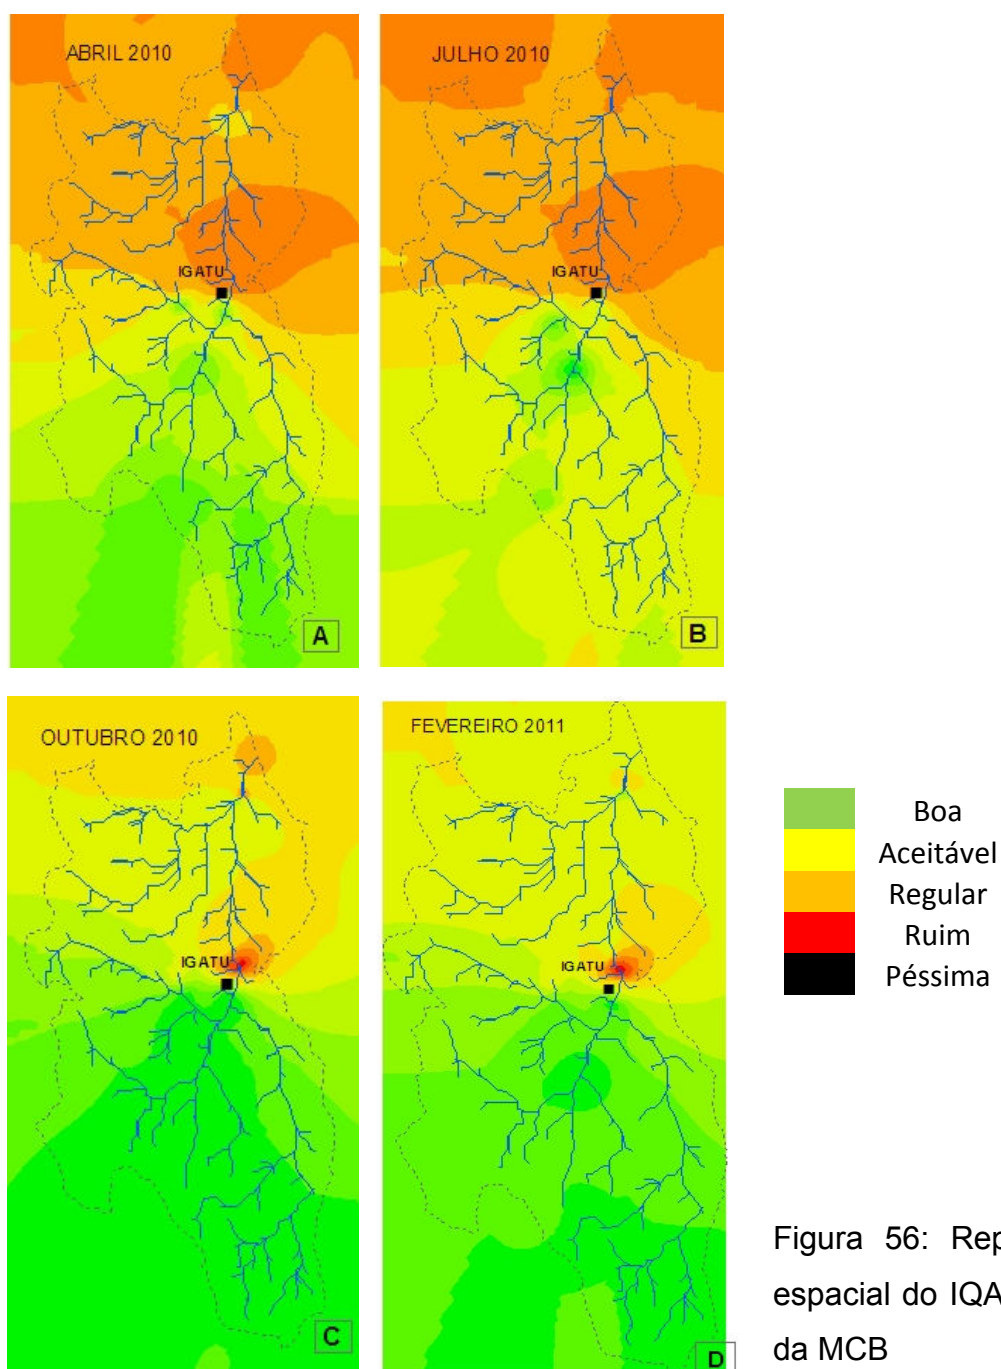 ABRIL 2010
IGATU
A
JULHO 2010
IGATU
B
OUTUBRO 2010
IGATU
C
FEVEREIRO 2011
IGATU
D
Boa
Aceitável
Regular
Ruim
Péssima
Figura 56: Rep
espacial do IQA
da MCB